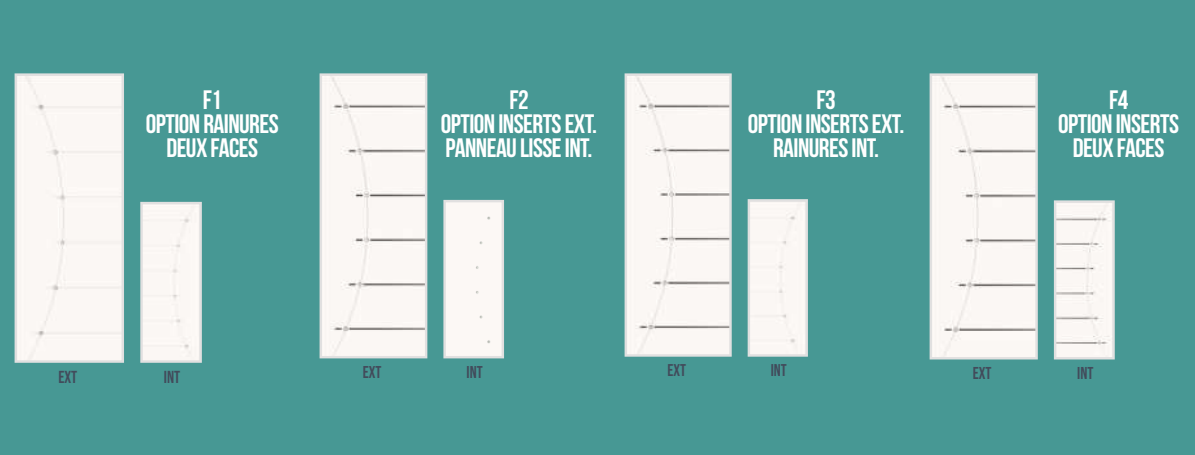 F1
OPTION RAINURES
DEUX FACES
EXT
INT
F2
OPTION INSERTS EXT.
PANNEAU LISSE INT.
EXT
INT
F3
OPTION INSERTS EXT.
RAINURES INT.
EXT
INT
F4
OPTION INSERTS
DEUX FACES
EXT
INT